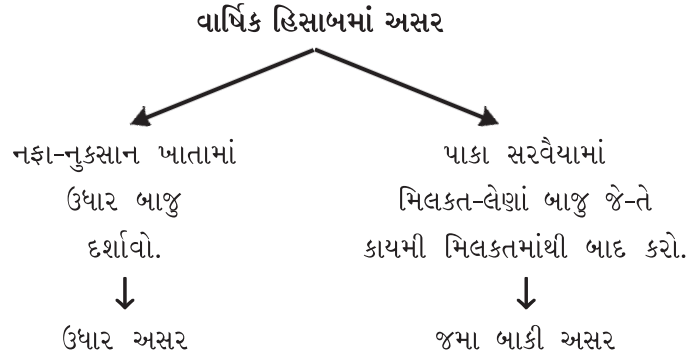 વાર્ષિક હિસાબમાં અસર
નફા-નુકસાન ખાતામાં
ઉધાર બાજુ
દર્શાવો.
ઉધાર અસર
પાકા સરવૈયામાં
મિલકત-લેણાં બાજુ જે-તે
કાયમી મિલકતમાંથી બાદ કરો.
જમા બાકી અસર